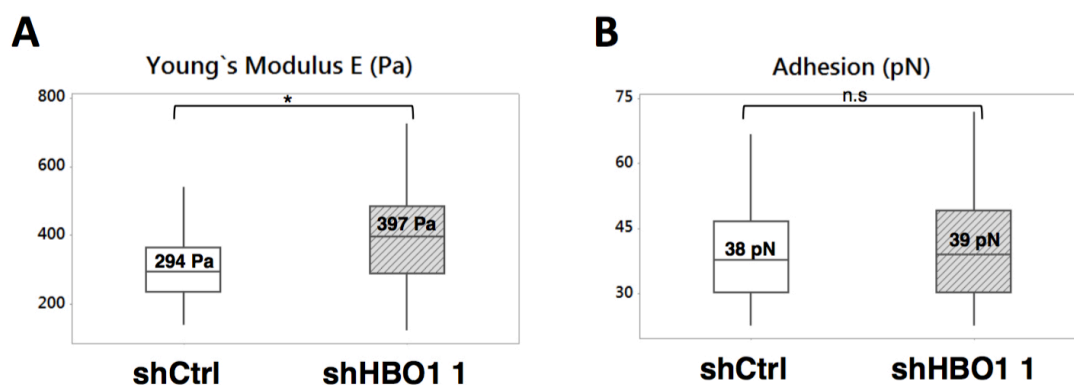 A
Young`s Modulus E (Pa)
800
*
600
400
200
294 Pa
397 Pa
shCtrl
shHBO1 1
B
Adhesion (pN)
75
n.s
60
45
30
38 pN
39 pN
shCtrl
shHBO1 1